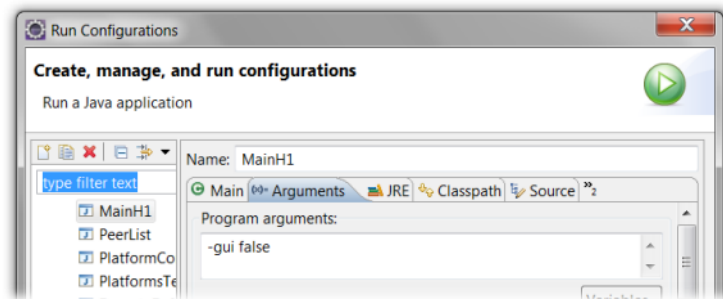 Run Configurations
X
Create, manage, and run configurations
Run a Java application
type filter text
MainH1
PeerList
PlatformCo
PlatformsTe
Name: MainH1
Main Arguments JRE Classpath Source »2
Program arguments:
-gui false
Variables